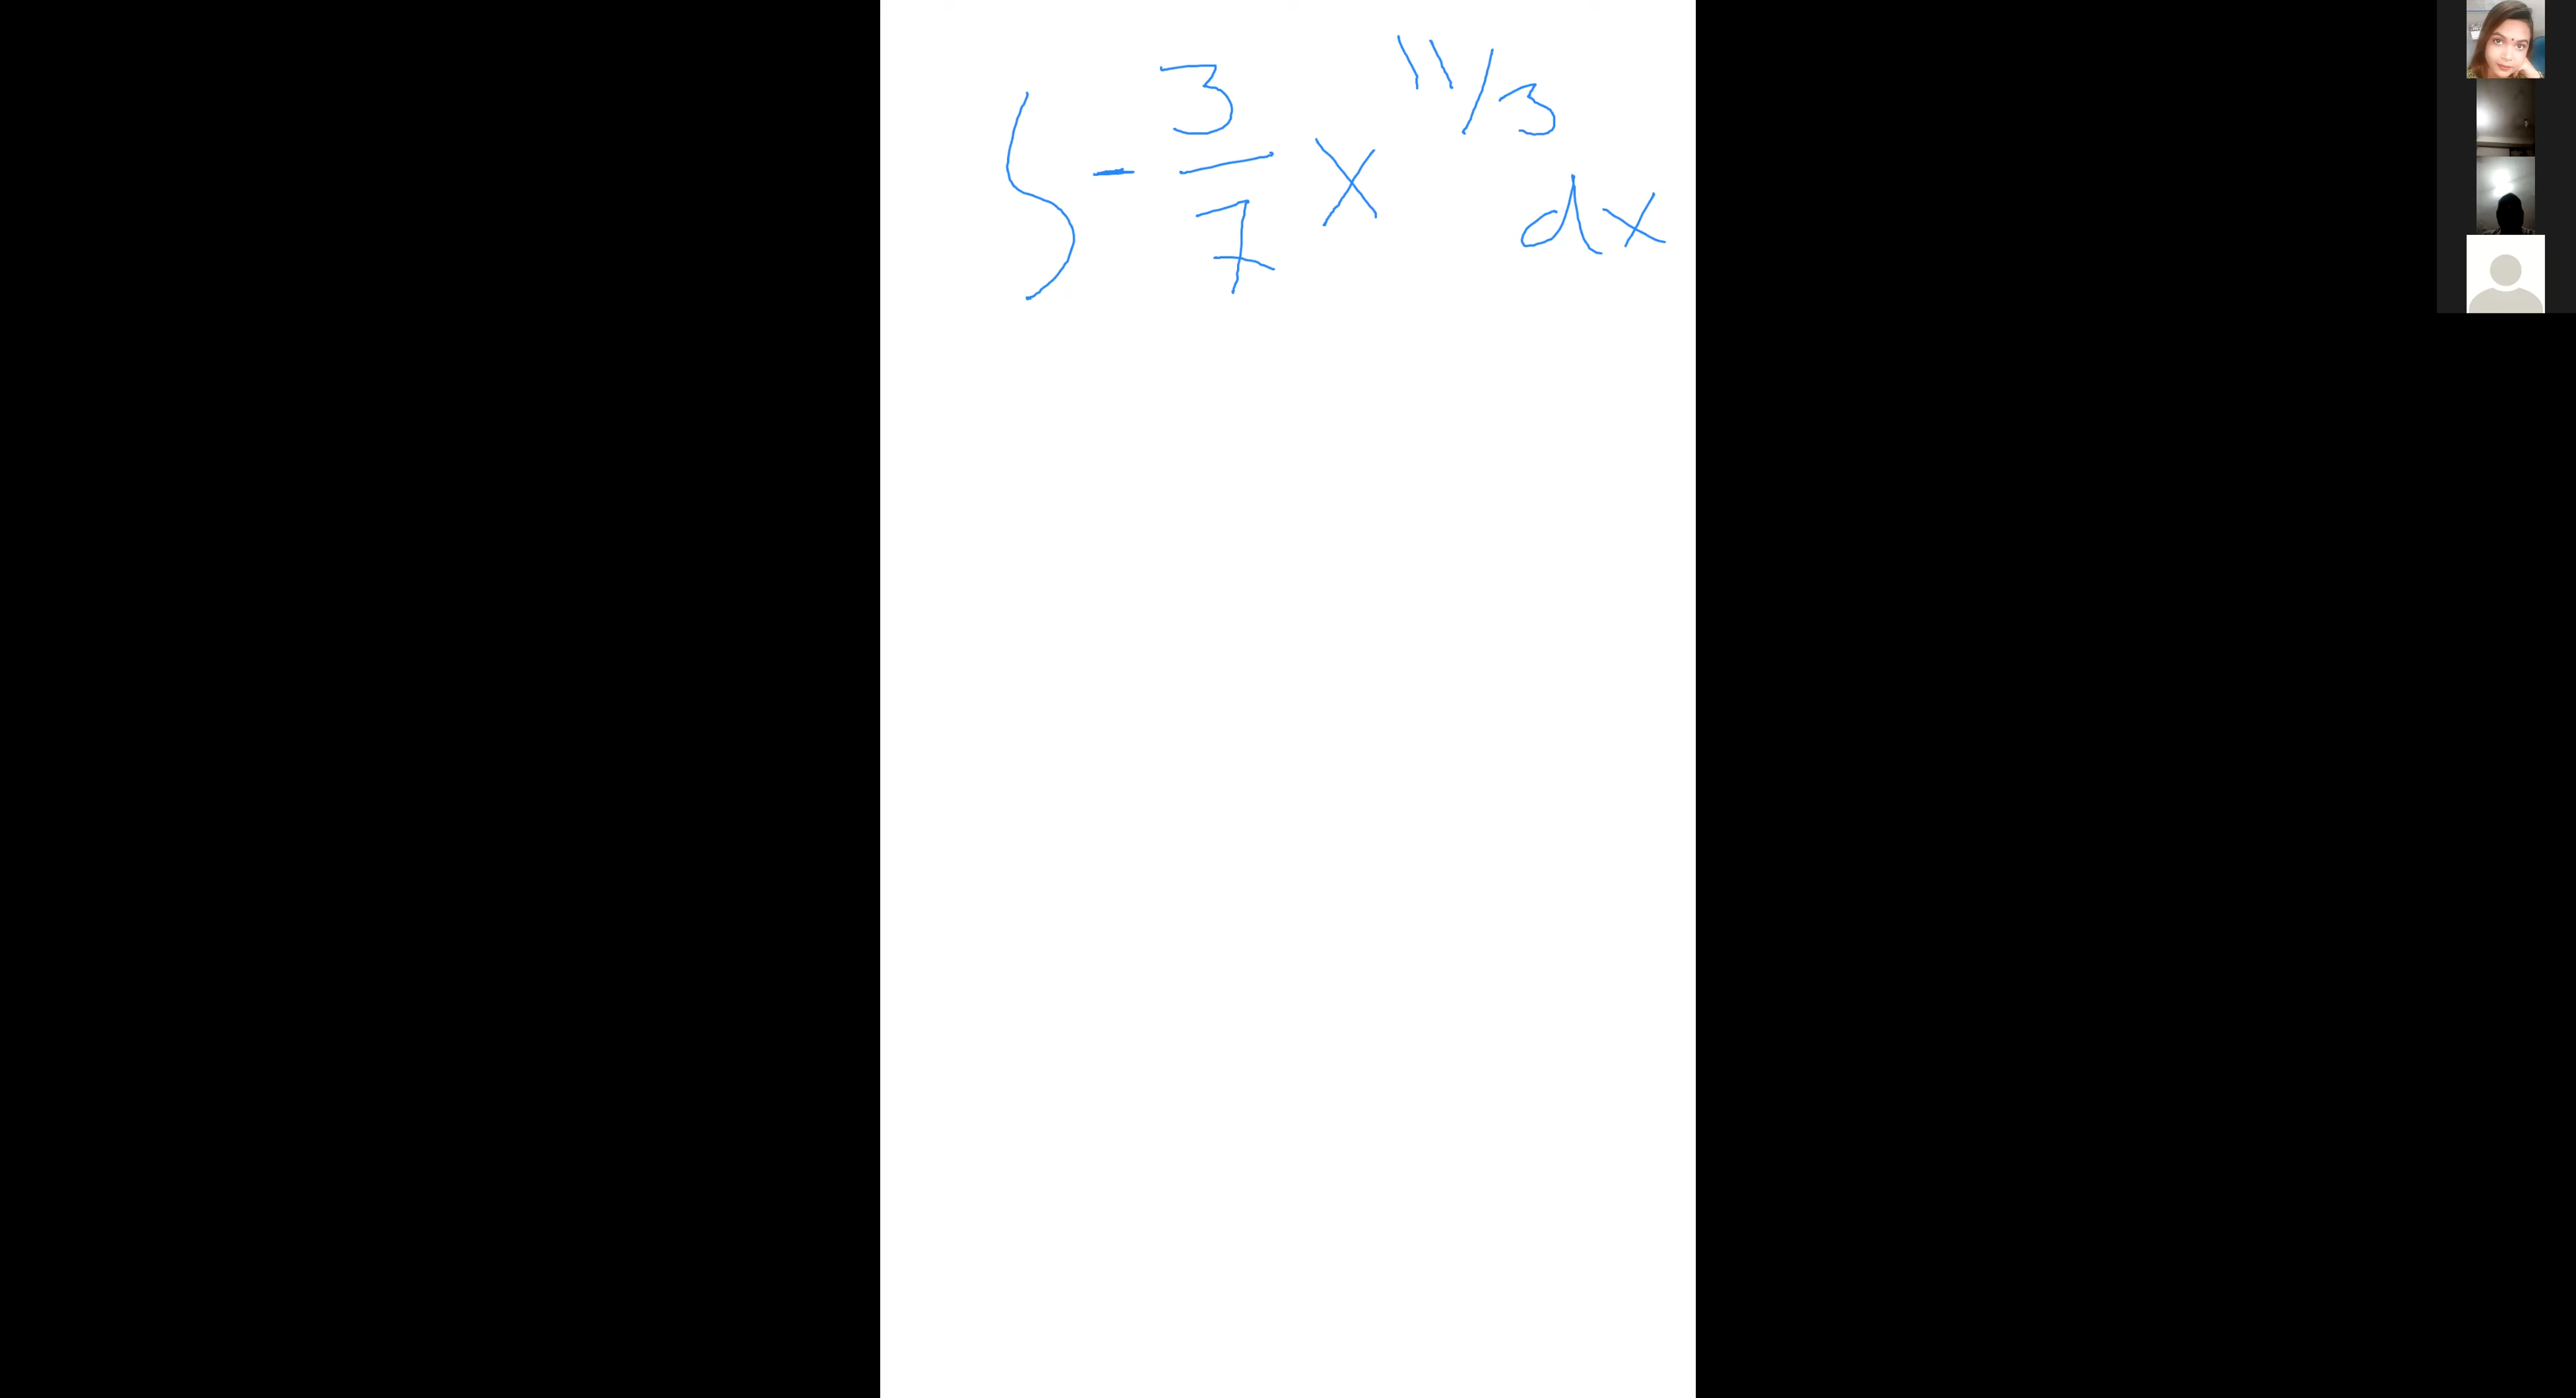 ∫ - 3/7 x^{11/3} dx